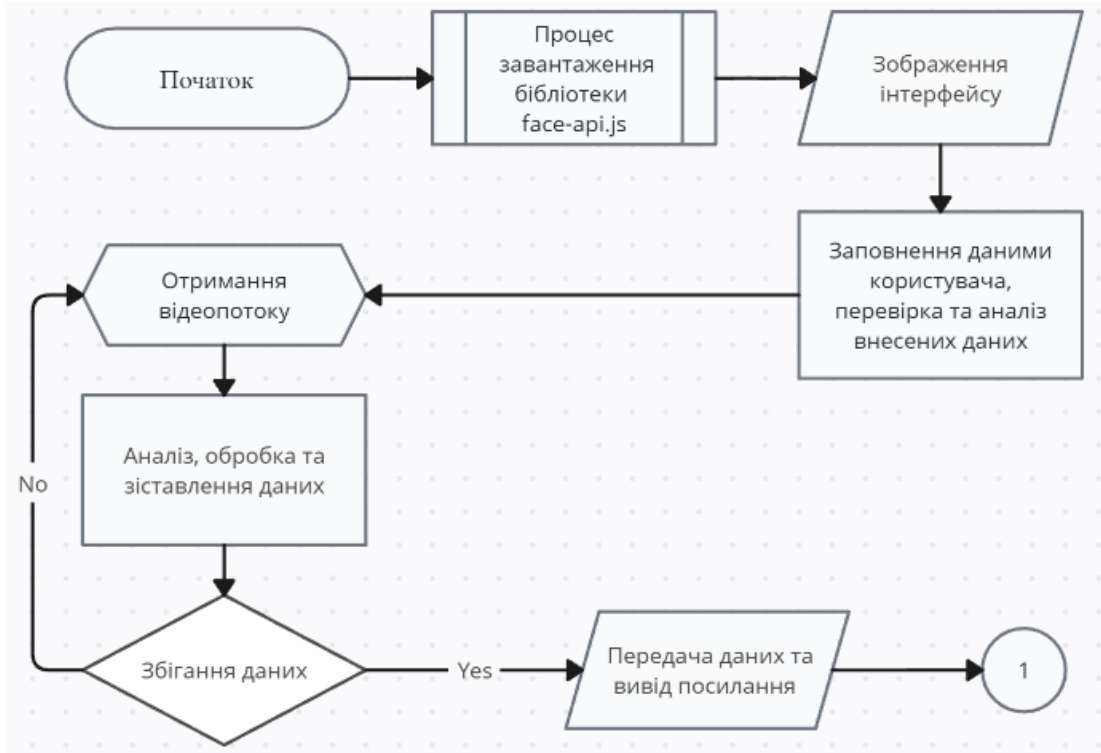 Початок
Процес
завантаження
бібліотеки
face-api.js
Зображення
інтерфейсу
Заповнення даними
користувача,
перевірка та аналіз
внесених даних
Отримання
відеопотоку
Аналіз, обробка та
зіставлення даних
No
Збігання даних
Yes
Передача даних та
вивід посилання
1